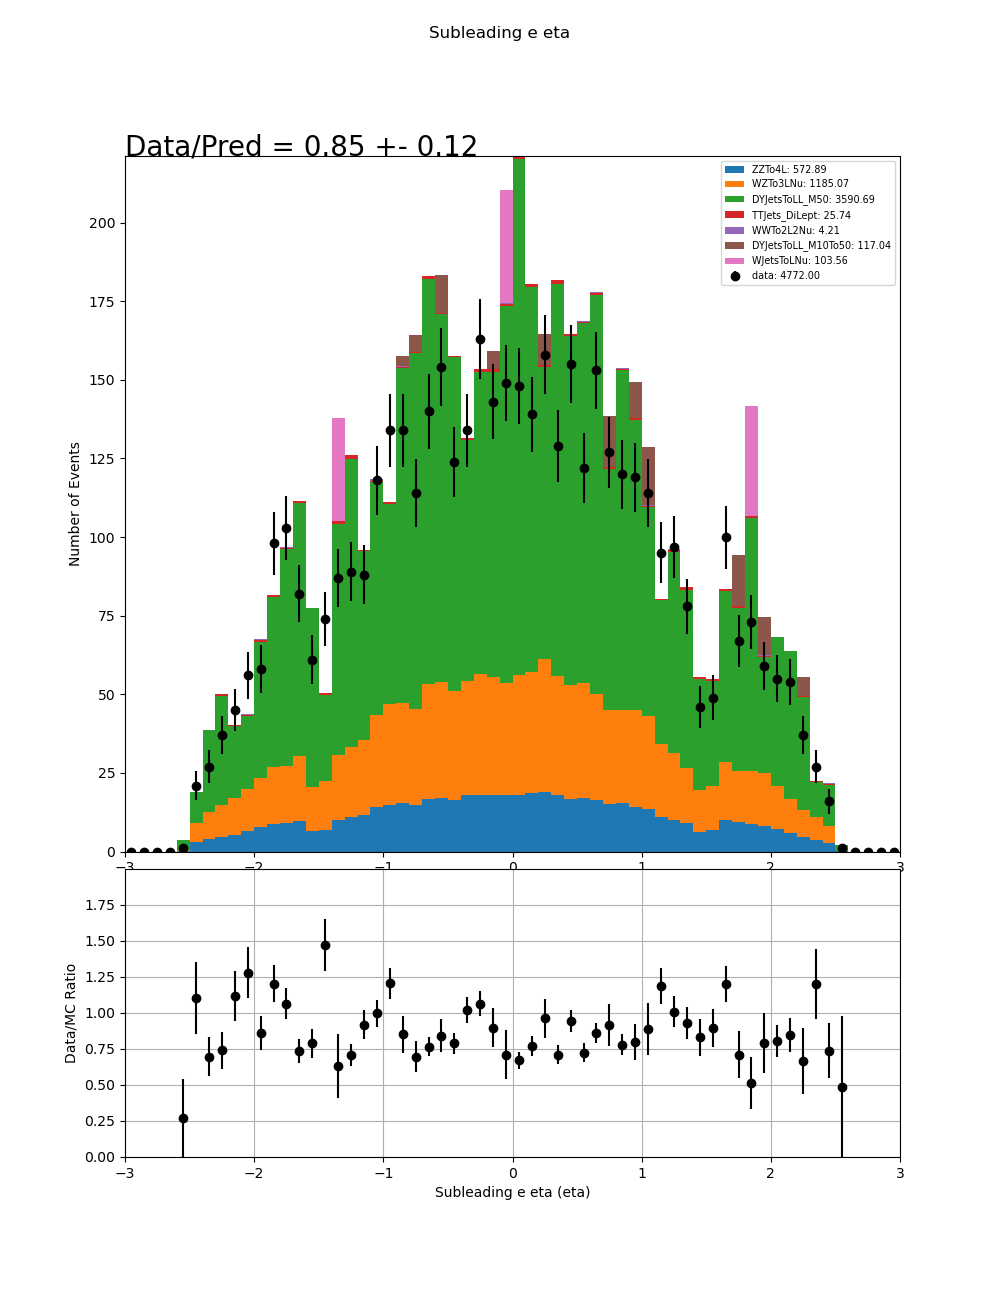 Subleading e eta
Data/Pred = 0.85 +- 0.12
ZZTo4L: 572.89
WZTo3LNu: 1185.07
DYJetsToLL_M50: 3590.69
TTJets_DiLept: 25.74
WWTo2L2Nu: 4.21
DYJetsToLL_M10To50: 117.04
WJetsToLNu: 103.56
data: 4772.00
Number of Events
200
175
150
125
100
75
50
25
0
−3 −2 −1 0 1 2 3
Data/MC Ratio
1.75
1.50
1.25
1.00
0.75
0.50
0.25
0.00
−3 −2 −1 0 1 2 3
Subleading e eta (eta)